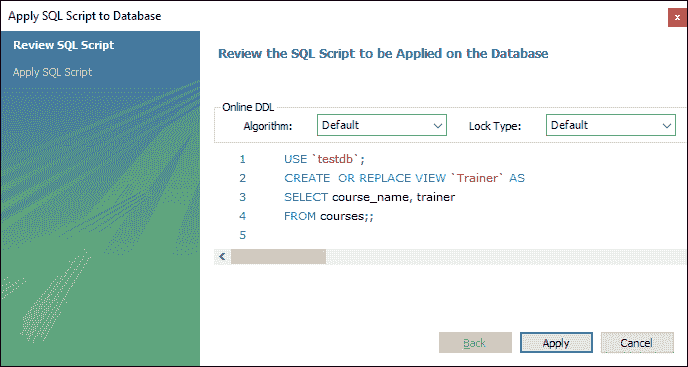 Apply SQL Script to Database
x
Review SQL Script
Apply SQL Script
Review the SQL Script to be Applied on the Database
Online DDL
Algorithm: Default Lock Type: Default
1 USE `testdb`;
2 CREATE  OR REPLACE VIEW `Trainer` AS
3 SELECT course_name, trainer
4 FROM courses;;
5
Back Apply Cancel